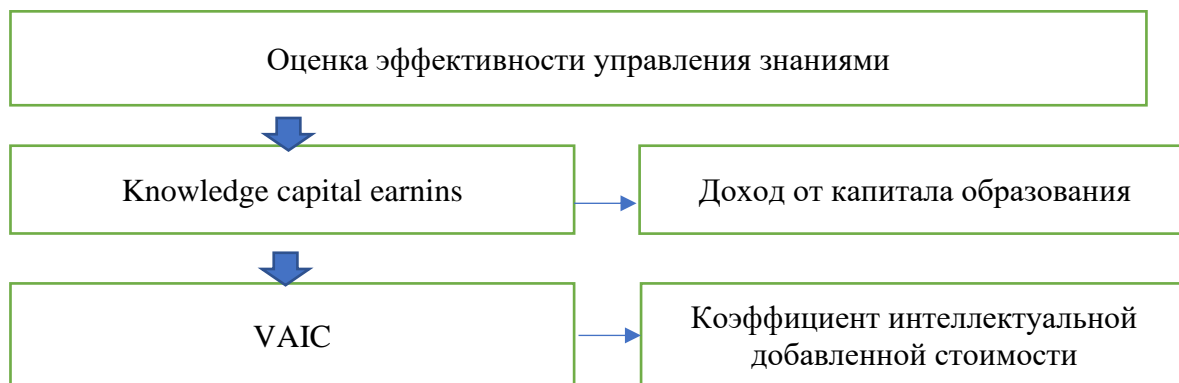 Оценка эффективности управления знаниями
Knowledge capital earnins
Доход от капитала образования
VAIC
Коэффициент интеллектуальной
добавленной стоимости